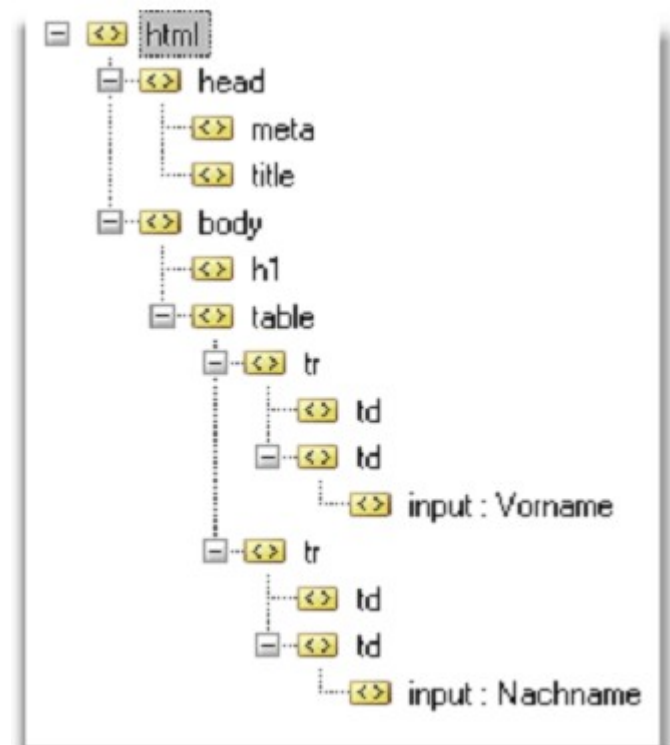 html
head
meta
title
body
h1
table
tr
td
td
input : Vorname
tr
td
td
input : Nachname